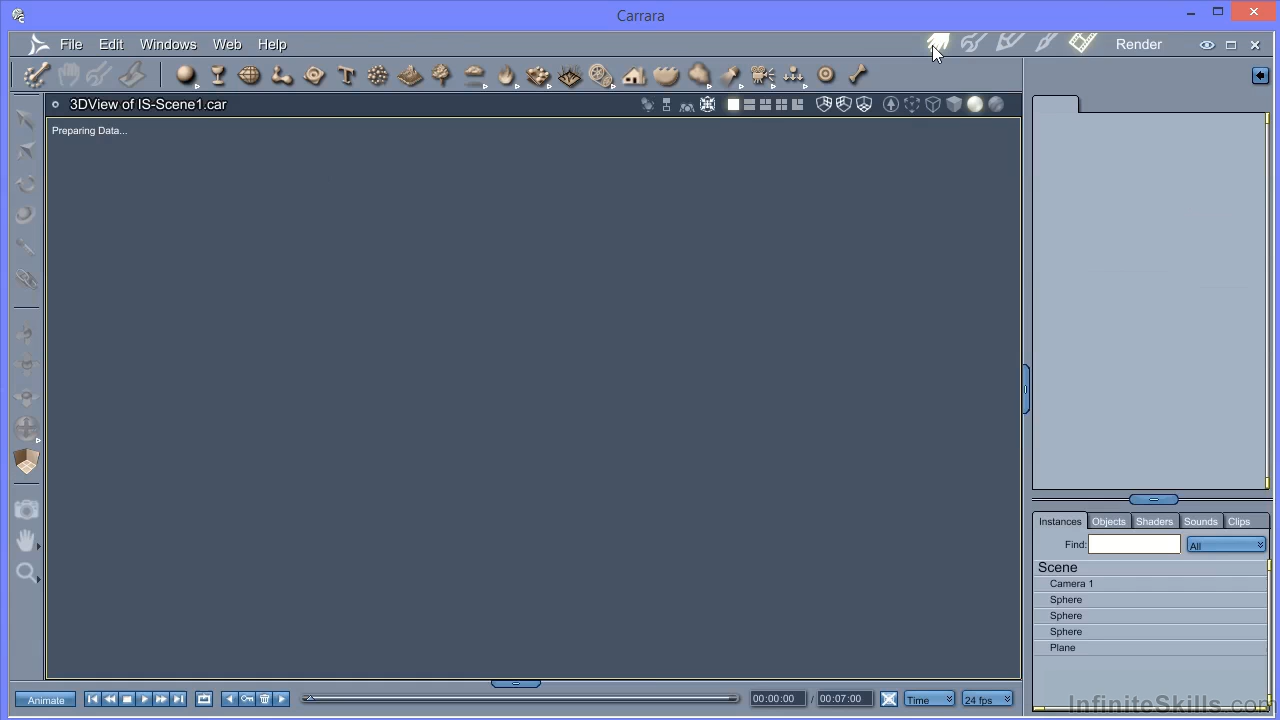 Carrara
File Edit Windows Web Help Render
3DView of IS-Scene1.car
Preparing Data...
Instances Objects Shaders Sounds Clips
Find: All
Scene
Camera 1
Sphere
Sphere
Sphere
Plane
Animate 00:00:00 / 00:07:00 Time 24 fps
InfiniteSkills.com